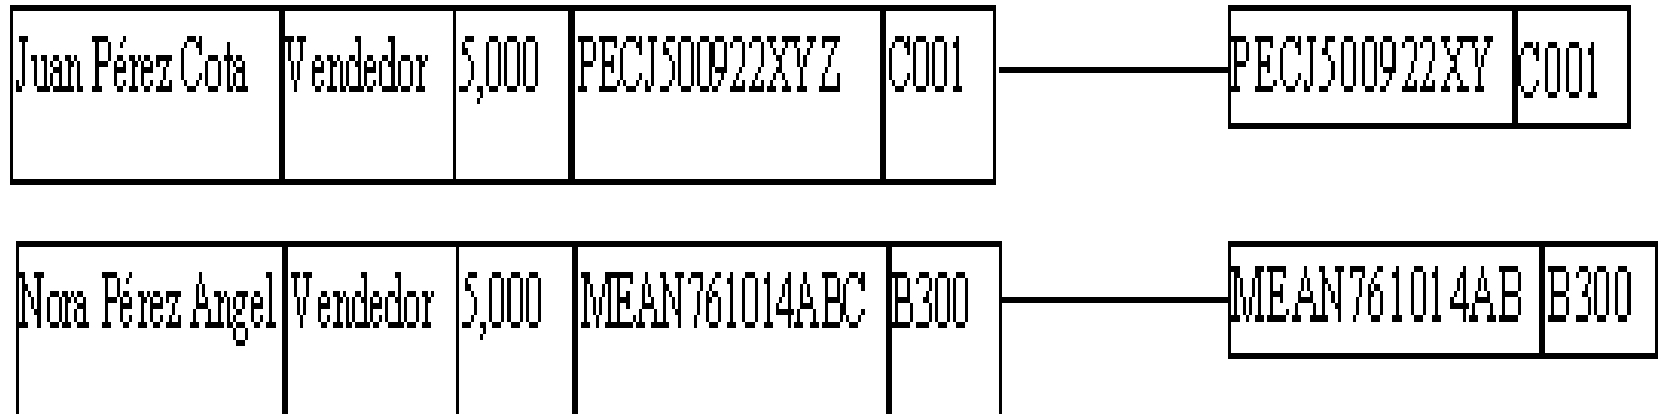 Juan Pérez Cota Vendedor 5,000 PECJ500922XYZ C001 PECJ500922XY C001
Nora Pérez Angel Vendedor 5,000 MEAN761014ABC B300 MEAN761014AB B300